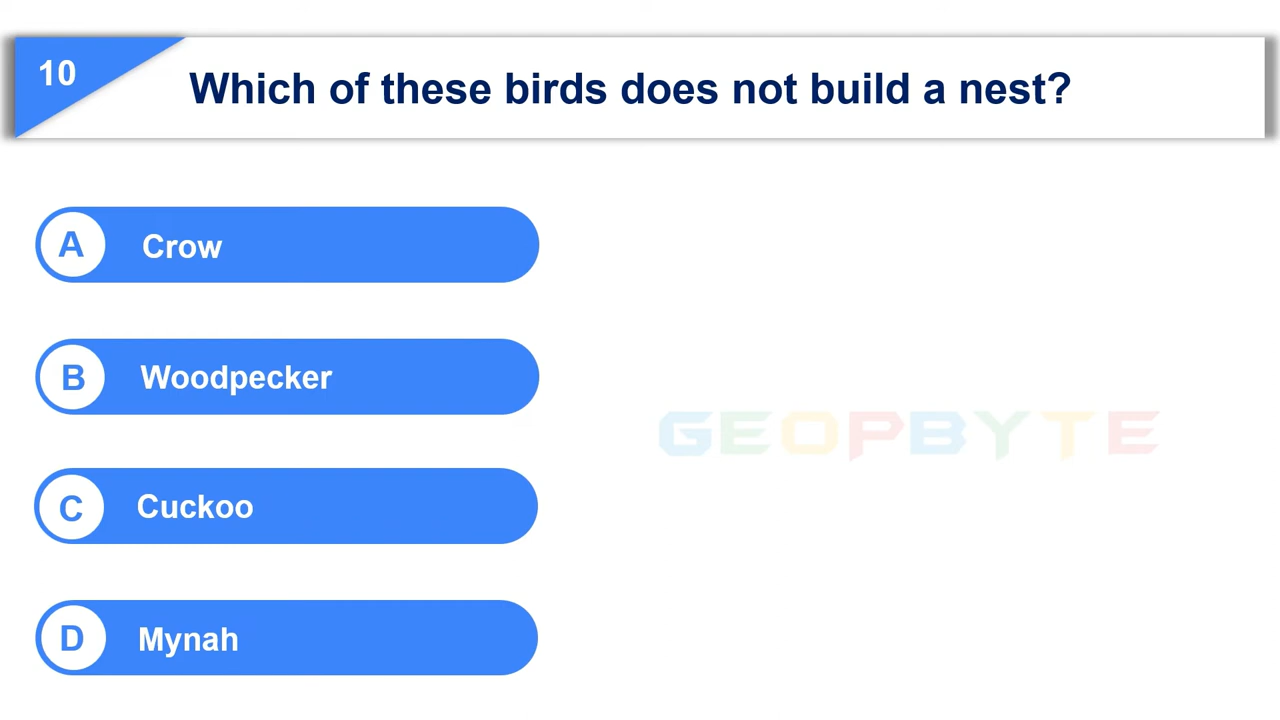 10
Which of these birds does not build a nest?
A Crow
B Woodpecker
GEOPBYTE
C Cuckoo
D Mynah